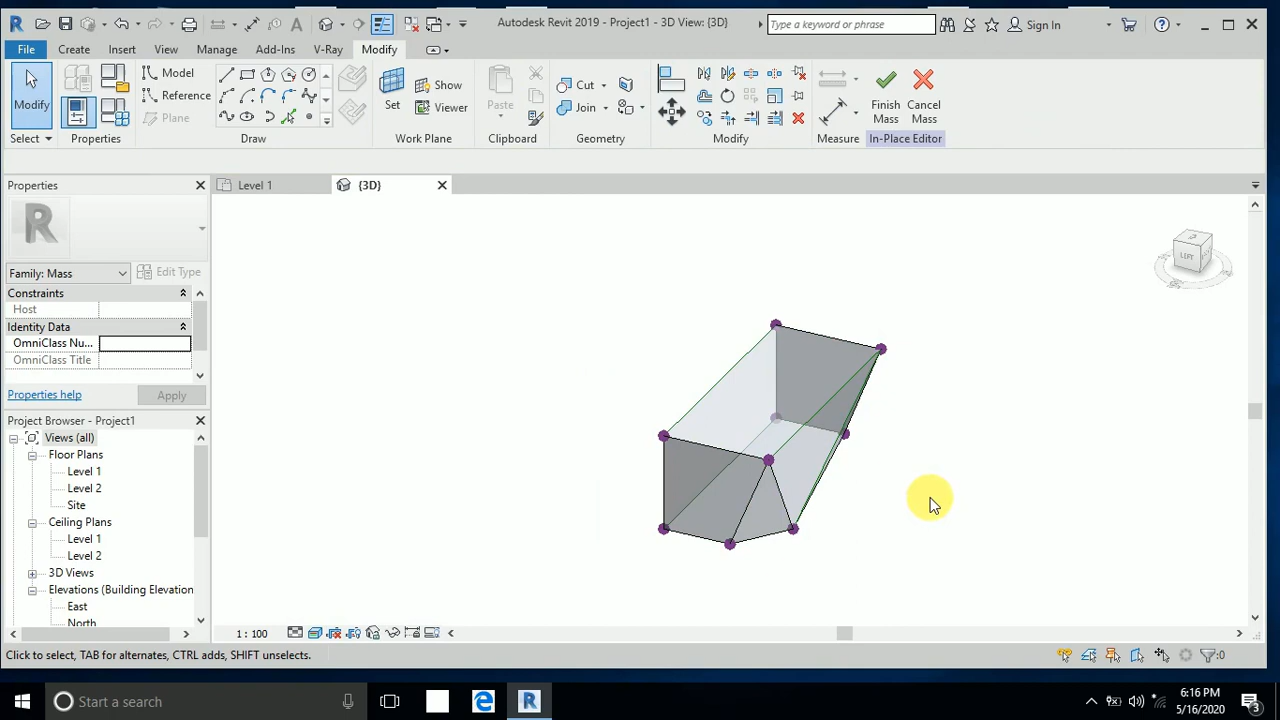 Autodesk Revit 2019 - Project1 - 3D View: {3D}
Type a keyword or phrase
Sign In
File Create Insert View Manage Add-Ins V-Ray Modify
Modify
Select
Properties
Model
Reference
Plane
Draw
Set
Show
Viewer
Work Plane
Paste
Clipboard
Cut
Join
Geometry
Modify
Measure
Finish Mass
Cancel Mass
In-Place Editor
Properties
Level 1
{3D}
R
Family: Mass
Edit Type
Constraints
Host
Identity Data
OmniClass Nu...
OmniClass Title
Properties help
Apply
Project Browser - Project1
Views (all)
Floor Plans
Level 1
Level 2
Site
Ceiling Plans
Level 1
Level 2
3D Views
Elevations (Building Elevation
East
North
LEFT
1 : 100
Click to select, TAB for alternates, CTRL adds, SHIFT unselects.
:0
Start a search
6:16 PM
5/16/2020
3